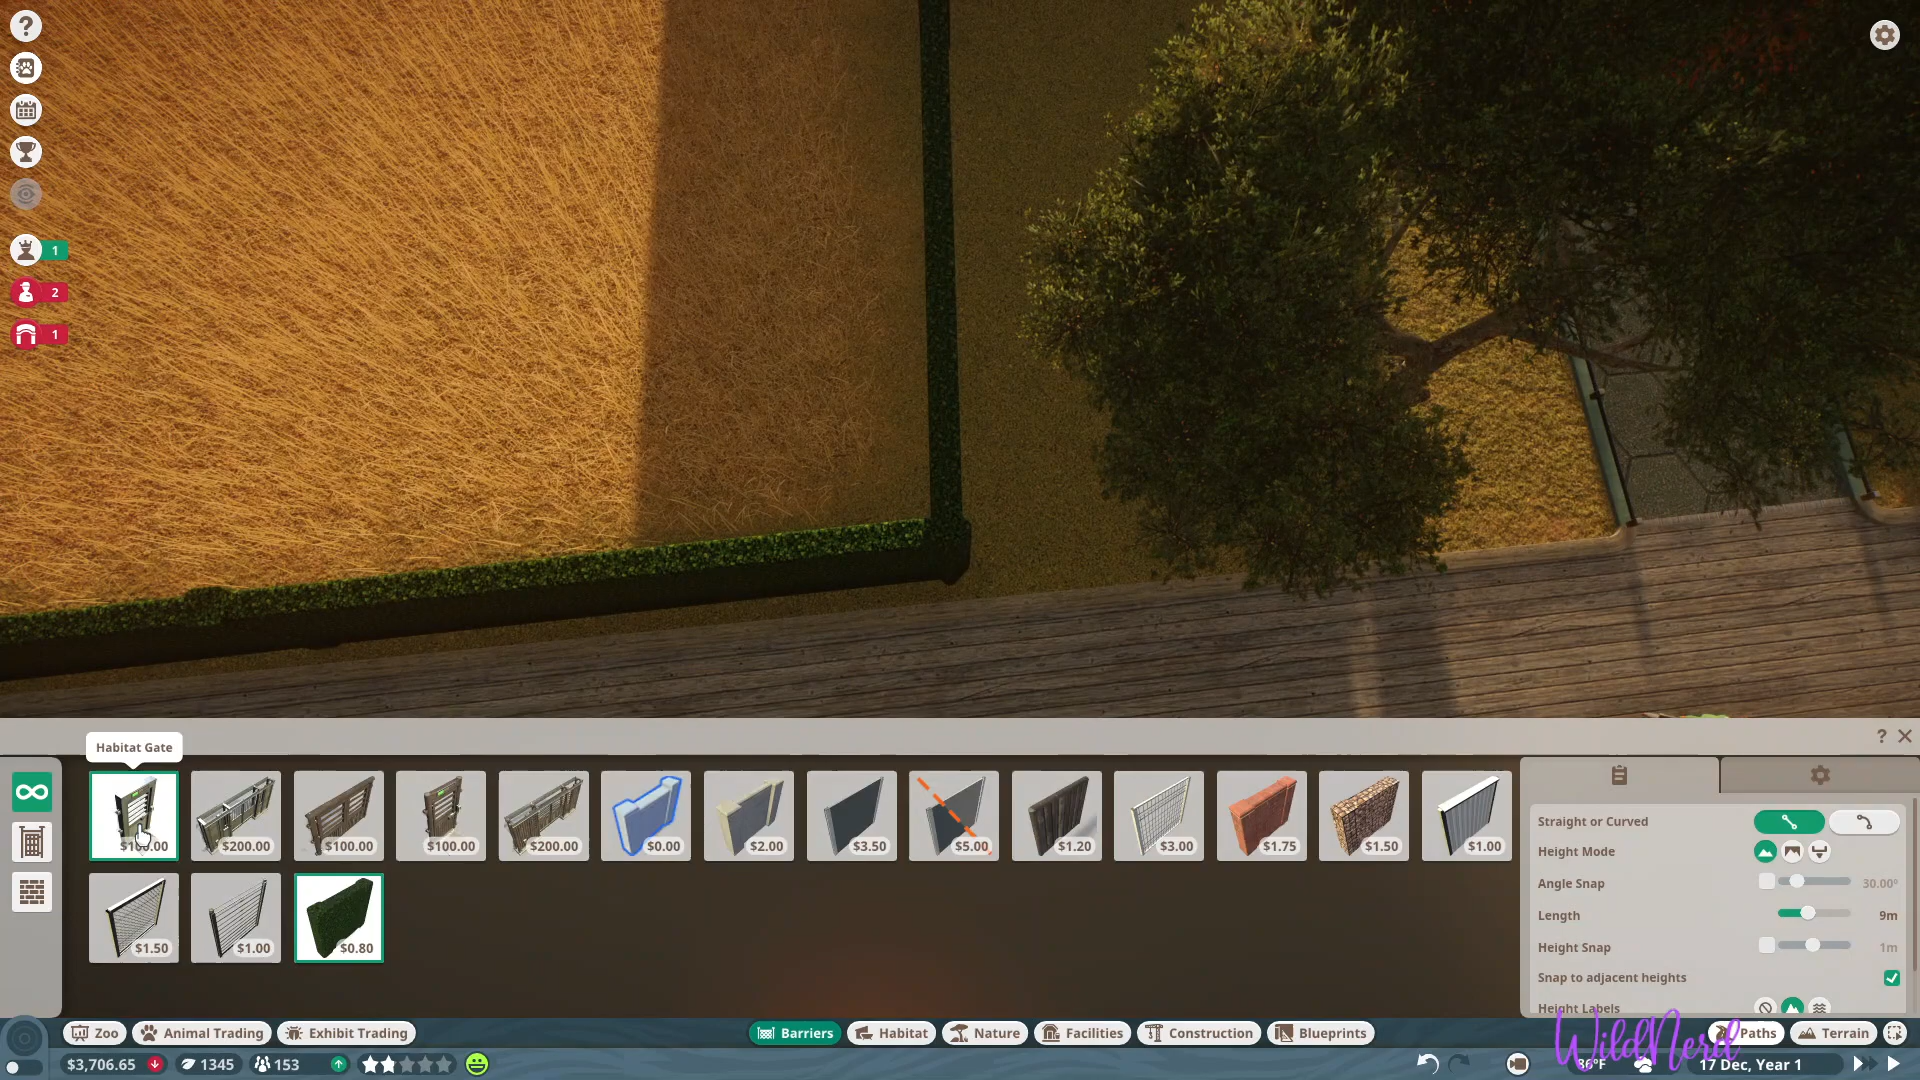 ?
1
2
1
? ×
Habitat Gate
$100.00
$200.00
$100.00
$100.00
$200.00
$0.00
$2.00
$3.50
$5.00
$1.20
$3.00
$1.75
$1.50
$1.00
$1.50
$1.00
$0.80
Straight or Curved
Height Mode
Angle Snap 30.00°
Length 9m
Height Snap 1m
Snap to adjacent heights
Height Labels
Zoo
Animal Trading
Exhibit Trading
Barriers
Habitat
Nature
Facilities
Construction
Blueprints
Paths
Terrain
$3,706.65
1345
153
WildNerd
86°F
17 Dec, Year 1